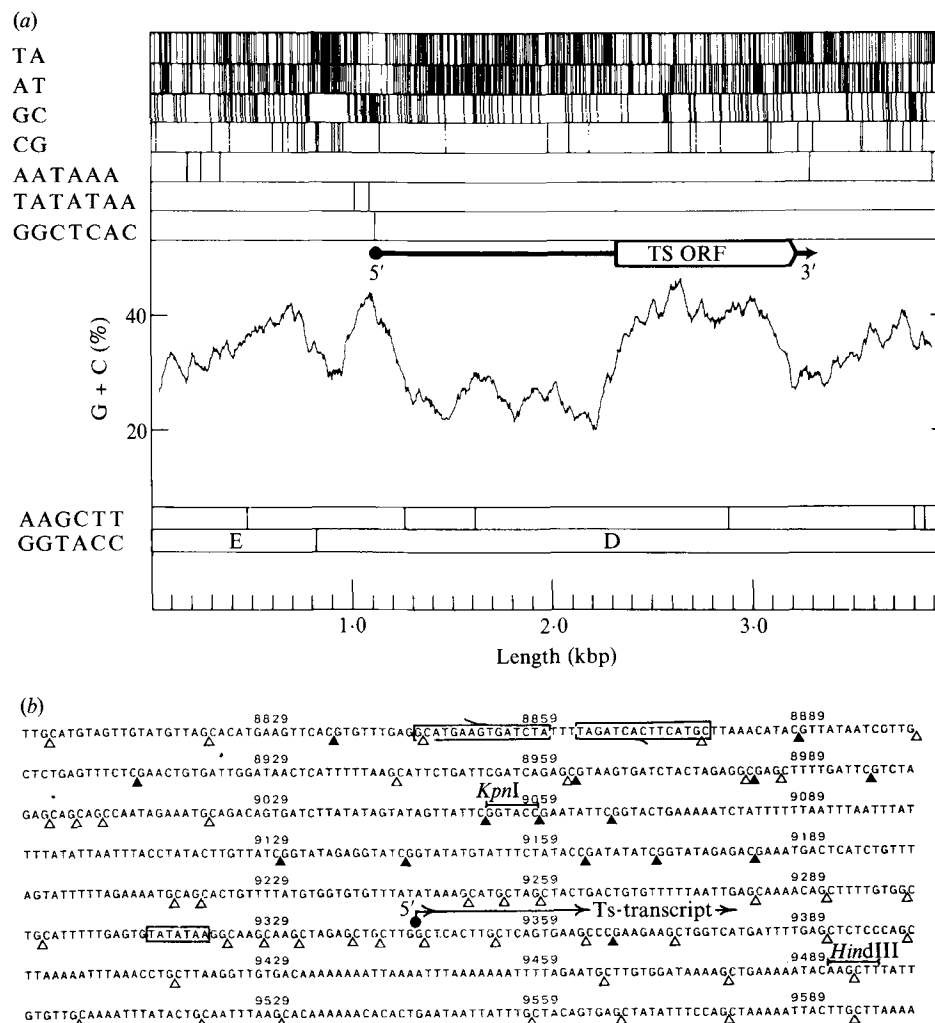 (a)
TA
AT
GC
CG
AATAAA
TATATAA
GGCTCAC
TS ORF
5′
3′
40
20
G + C (%)
AAGCTT
GGTACC
E
D
1·0
2·0
3·0
Length (kbp)
(b)
8829
8859
8889
TTGCATGTAGTTGTATGTTAGCACATGAAGTTCACGTGTTTGAGGCATGAAGTGATCTATTTTAGATCACTTCATGCTTAAACATACGTTATAATCGTTG
8929
8959
8989
CTCTGAGTTTCTCGAACTGTGATTGGATAACTCATTTTTAAGCATTCTGATTCGATCAGAGCGTAAGTGATCTACTAGAGGCGAGCTTTTGATTCGTCTA
KpnI
9029
9059
9089
GAGCAGCAGCCAATAGAAATGCAGACAGTGATCTTATATAGTATAGTTATTCGGTACCGAATATTCGGTACTGAAAAATCTATTTTTTAATTTAATTTAT
9129
9159
9189
TTTATATTAATTTACCTATACTTGTTATCGGTATAGAGGTATCGGTATATGTATTTCTATACCGATATATCGGTATAGAGACGAAATGACTCATCTGTTT
9229
9259
9289
AGTATTTTTAGAAAATGCAGCACTGTTTTATGTGGTGTGTTTATATAAAGCATGCTAGCTACTGACTGTGTTTTTAATTGAGCAAAACAGCTTTTGTGGC
5′
Ts-transcript
9329
9359
9389
TGCATTTTTGAGTGTATATAAGGCAAGCAAGCTAGAGCTGCTTGGCTCACTTGCTCAGTGAAGCCCGAAGAAGCTGGTCATGATTTTGAGCTCTCCCAGC
9429
9459
9489
HindIII
TTAAAAATTTAAACCTGCTTAAGGTTGTGACAAAAAAAATTAAAATTTAAAAAAAATTTTAGAATGCTTGTGGATAAAAGCTGAAAAATACAAGCTTTATT
9529
9559
9589
GTGTTGCAAAATTTATACTGCAATTTAAGCACAAAAAACACACTGAATAATTATTTGCTACAGTGAGCTATATTTCCAGCTAAAAATTACTTGCTTAAAA